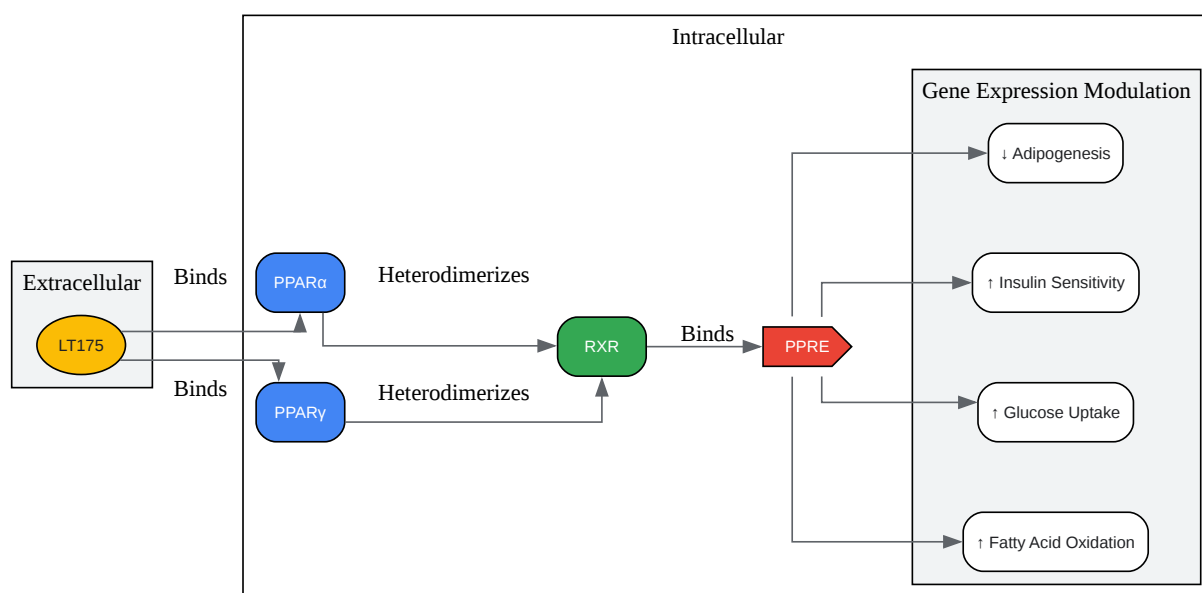 Intracellular
Gene Expression Modulation
↓ Adipogenesis
Extracellular
LT175
Binds
Binds
PPARα
PPARγ
Heterodimerizes
Heterodimerizes
RXR
Binds
PPRE
↑ Insulin Sensitivity
↑ Glucose Uptake
↑ Fatty Acid Oxidation